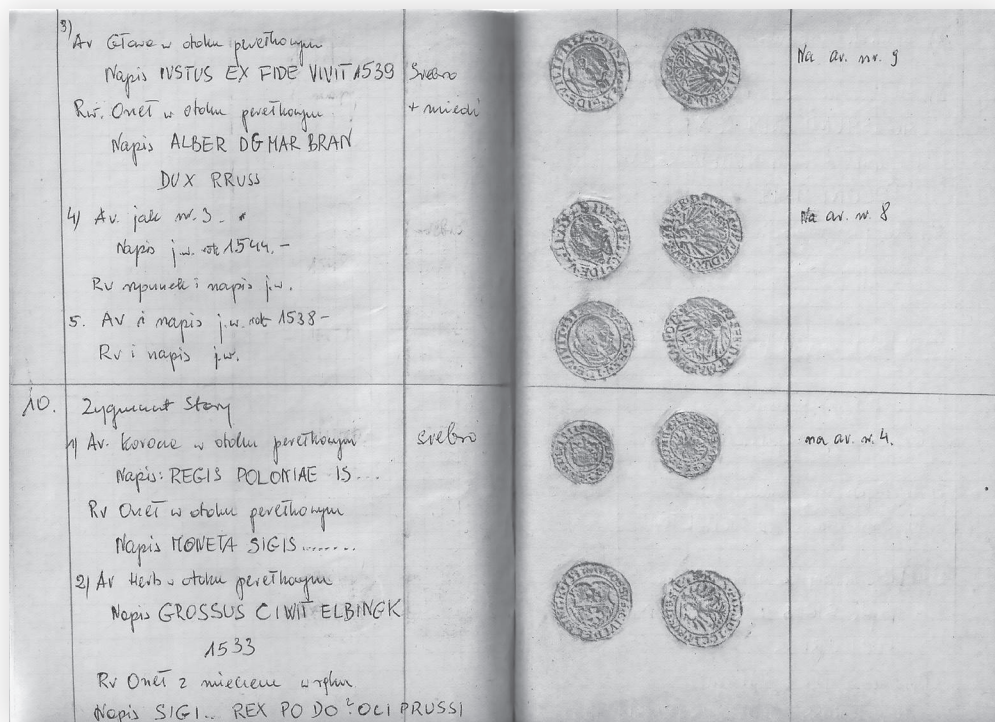 3)
Av Głowa w otoku perełkowym
Napis IVSTUS EX FIDE VIVIT 1539
Srebro
Na av. nr. 9
Rw. Orzeł w otoku perełkowym
+ miedź
Napis ALBER DG MAR BRAN
DUX RRUSS
4) Av. jak nr. 3.
Na av. nr. 8
Napis j.w. rok 1544.-
Rv rysunek i napis j.w.
5. Av i napis j.w. rok 1538-
Rv i napis j.w.
10. Zygmunt Stary
1) Av. Korona w otoku perełkowym
srebro
na av. nr. 4.
Napis: REGIS POLONIAE IS...
Rv Orzeł w otoku perełkowym
Napis MONETA SIGIS.......
2) Av Herb w otoku perełkowym
Napis GROSSUS CIWIT ELBINGK
1533
Rv Orzeł z mieczem w ręku
Napis SIGI.. REX PO DO ? OCI PRUSSI